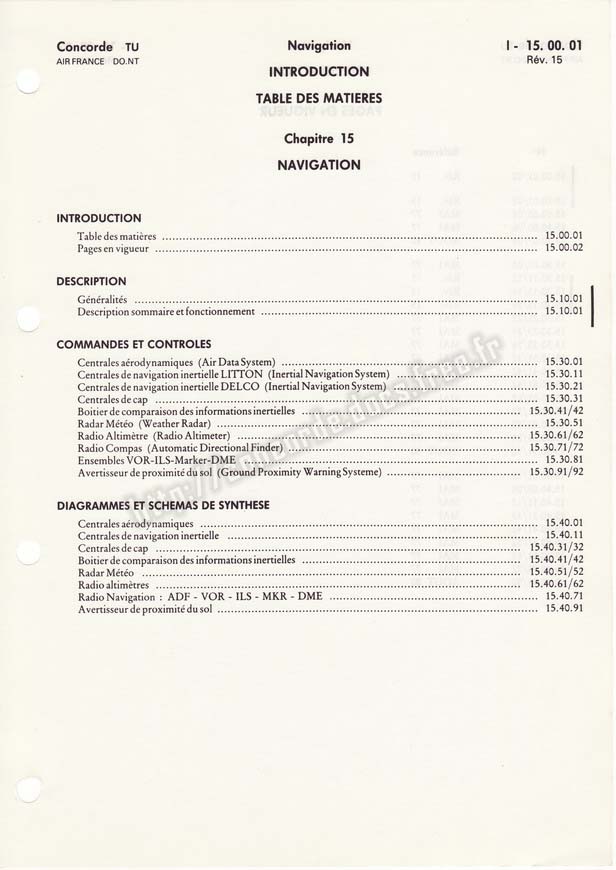 Concorde TU
AIR FRANCE DO.NT
Navigation
INTRODUCTION
TABLE DES MATIERES
Chapitre 15
NAVIGATION
I - 15. 00. 01
Rév. 15
INTRODUCTION
Table des matières 15.00.01
Pages en vigueur 15.00.02
DESCRIPTION
Généralités 15.10.01
Description sommaire et fonctionnement 15.10.01
COMMANDES ET CONTROLES
Centrales aérodynamiques (Air Data System) 15.30.01
Centrales de navigation inertielle LITTON (Inertial Navigation System) 15.30.11
Centrales de navigation inertielle DELCO (Inertial Navigation System) 15.30.21
Centrales de cap 15.30.31
Boitier de comparaison des informations inertielles 15.30.41/42
Radar Météo (Weather Radar) 15.30.51
Radio Altimètre (Radio Altimeter) 15.30.61/62
Radio Compas (Automatic Directional Finder) 15.30.71/72
Ensembles VOR-ILS-Marker-DME 15.30.81
Avertisseur de proximité du sol (Ground Proximity Warning Systeme) 15.30.91/92
DIAGRAMMES ET SCHEMAS DE SYNTHESE
Centrales aérodynamiques 15.40.01
Centrales de navigation inertielle 15.40.11
Centrales de cap 15.40.31/32
Boitier de comparaison des informations inertielles 15.40.41/42
Radar Météo 15.40.51/52
Radio altimètres 15.40.61/62
Radio Navigation : ADF - VOR - ILS - MKR - DME 15.40.71
Avertisseur de proximité du sol 15.40.91